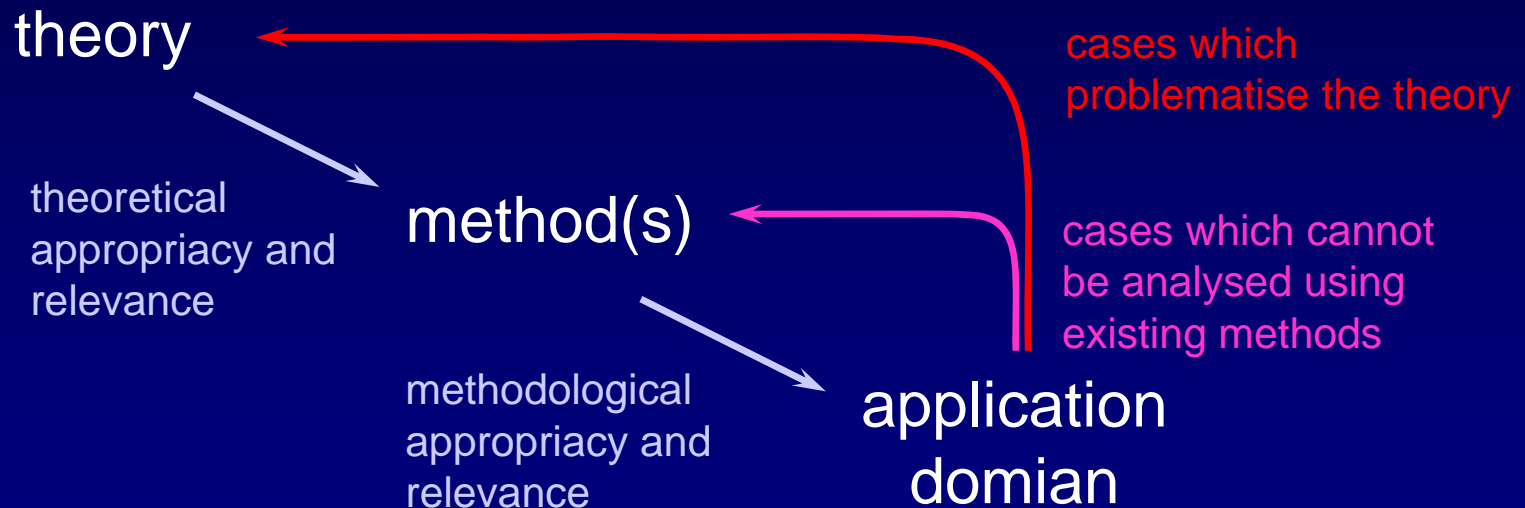 theory
cases which
problematise the theory
theoretical
appropriacy and
relevance
method(s)
cases which cannot
be analysed using
existing methods
methodological
appropriacy and
relevance
application
domian